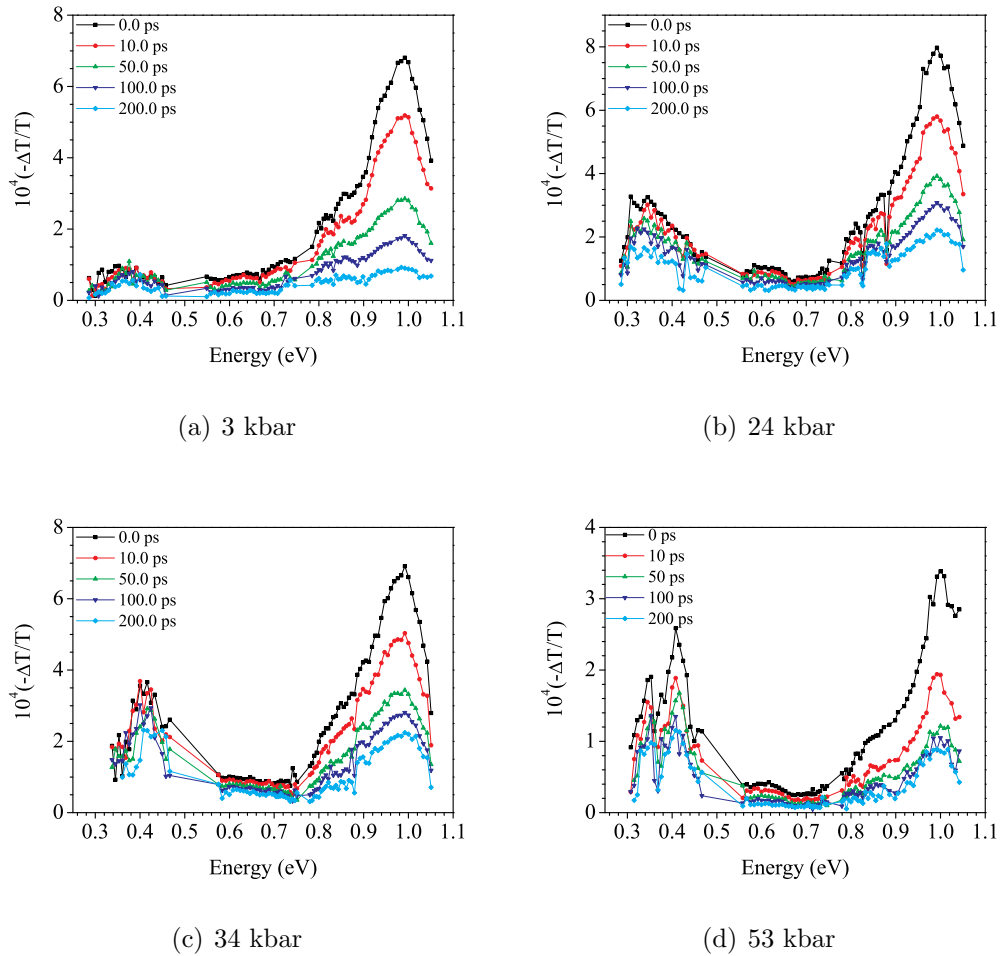 8
6
4
2
0
10⁴(-ΔT/T)
0.0 ps
10.0 ps
50.0 ps
100.0 ps
200.0 ps
0.3 0.4 0.5 0.6 0.7 0.8 0.9 1.0 1.1
Energy (eV)
(a) 3 kbar
8
6
4
2
0
10⁴(-ΔT/T)
0.0 ps
10.0 ps
50.0 ps
100.0 ps
200.0 ps
0.3 0.4 0.5 0.6 0.7 0.8 0.9 1.0 1.1
Energy (eV)
(b) 24 kbar
8
6
4
2
0
10⁴(-ΔT/T)
0.0 ps
10.0 ps
50.0 ps
100.0 ps
200.0 ps
0.3 0.4 0.5 0.6 0.7 0.8 0.9 1.0 1.1
Energy (eV)
(c) 34 kbar
4
3
2
1
0
10⁴(-ΔT/T)
0 ps
10 ps
50 ps
100 ps
200 ps
0.3 0.4 0.5 0.6 0.7 0.8 0.9 1.0 1.1
Energy (eV)
(d) 53 kbar